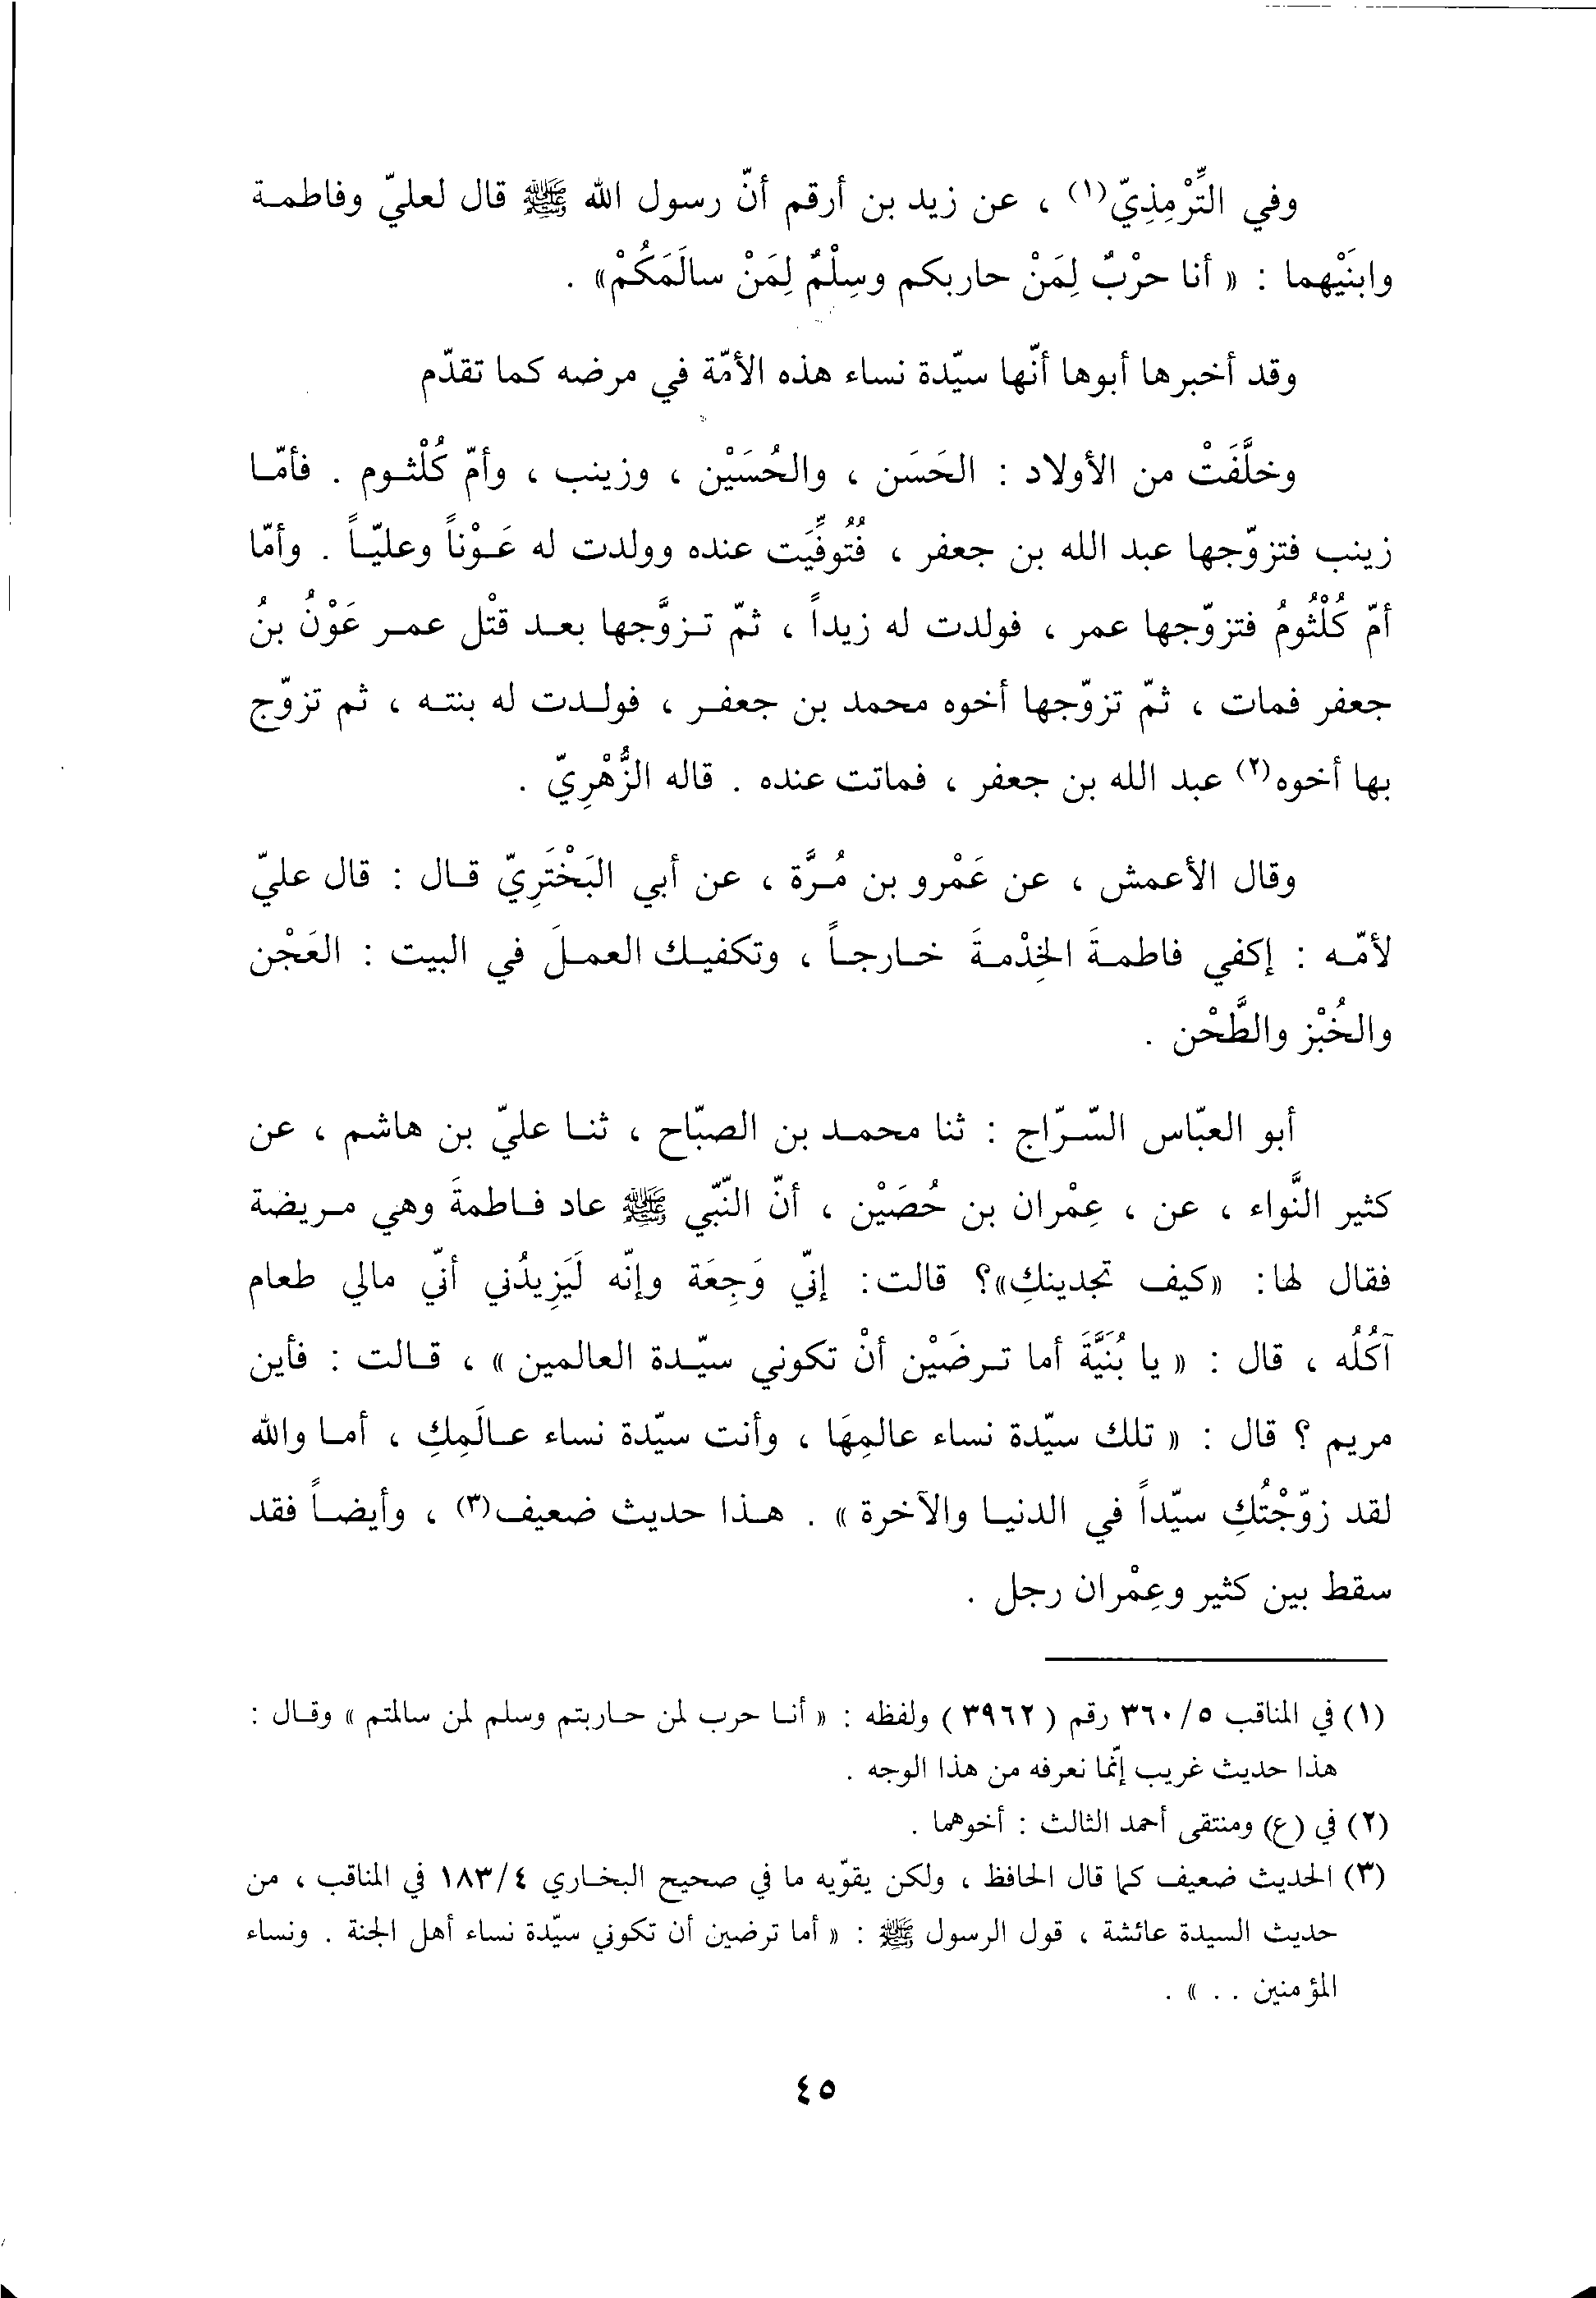 وفي التِّرْمِذِيّ(١) ، عن زيد بن أرقم أنّ رسول الله ﷺ قال لعليّ وفاطمة
وابنَيْهما : « أنا حرْبٌ لِمَنْ حاربكم وسِلْمٌ لِمَنْ سالَمَكُمْ» .
وقد أخبرها أبوها أنّها سيّدة نساء هذه الأمّة في مرضه كما تقدّم
وخلَّفَتْ من الأولاد : الحَسَن ، والحُسَيْن ، وزينب ، وأمّ كُلْثوم . فأمّا
زينب فتزوّجها عبد الله بن جعفر ، فُتُوفِّيَت عنده وولدت له عَوْناً وعليّاً . وأمّا
أمّ كُلْثُومُ فتزوّجها عمر ، فولدت له زيداً ، ثمّ تزوَّجها بعد قتْل عمر عَوْنُ بنُ
جعفر فمات ، ثمّ تزوّجها أخوه محمد بن جعفر ، فولدت له بنته ، ثم تزوّج
بها أخوه(٢) عبد الله بن جعفر ، فماتت عنده . قاله الزُّهْرِيّ .
وقال الأعمش ، عن عَمْرو بن مُرَّة ، عن أبي البَخْتَرِيّ قال : قال عليّ
لأمّه : إكفي فاطمةَ الخِدْمةَ خارجاً ، وتكفيك العملَ في البيت : العَجْن
والخُبْز والطَّحْن .
أبو العبّاس السّرّاج : ثنا محمد بن الصبّاح ، ثنا عليّ بن هاشم ، عن
كثير النَّواء ، عن ، عِمْران بن حُصَيْن ، أنّ النّبّي ﷺ عاد فاطمةَ وهي مريضة
فقال لها: «كيف تجدينكِ»؟ قالت: إنّي وَجِعَة وإنّه لَيَزِيدُني أنّي مالي طعام
آكُلُه ، قال : « يا بُنَيَّةَ أما ترضَيْن أنْ تكوني سيّدة العالمين » ، قالت : فأين
مريم ؟ قال : « تلك سيّدة نساء عالمِهَا ، وأنت سيّدة نساء عالَمِكِ ، أما والله
لقد زوّجْتُكِ سيّداً في الدنيا والآخرة » . هذا حديث ضعيف(٣) ، وأيضاً فقد
سقط بين كثير وعِمْران رجل .
(١) في المناقب ٣٦٠/٥ رقم ( ٣٩٦٢ ) ولفظه : « أنا حرب لمن حاربتم وسلم لمن سالمتم » وقال :
هذا حديث غريب إنّما نعرفه من هذا الوجه .
(٢) في (ع) ومنتقى أحمد الثالث : أخوهما .
(٣) الحديث ضعيف كما قال الحافظ ، ولكن يقوّيه ما في صحيح البخاري ١٨٣/٤ في المناقب ، من
حديث السيدة عائشة ، قول الرسول ﷺ : « أما ترضين أن تكوني سيّدة نساء أهل الجنة . ونساء
المؤمنين . . » .
٤٥